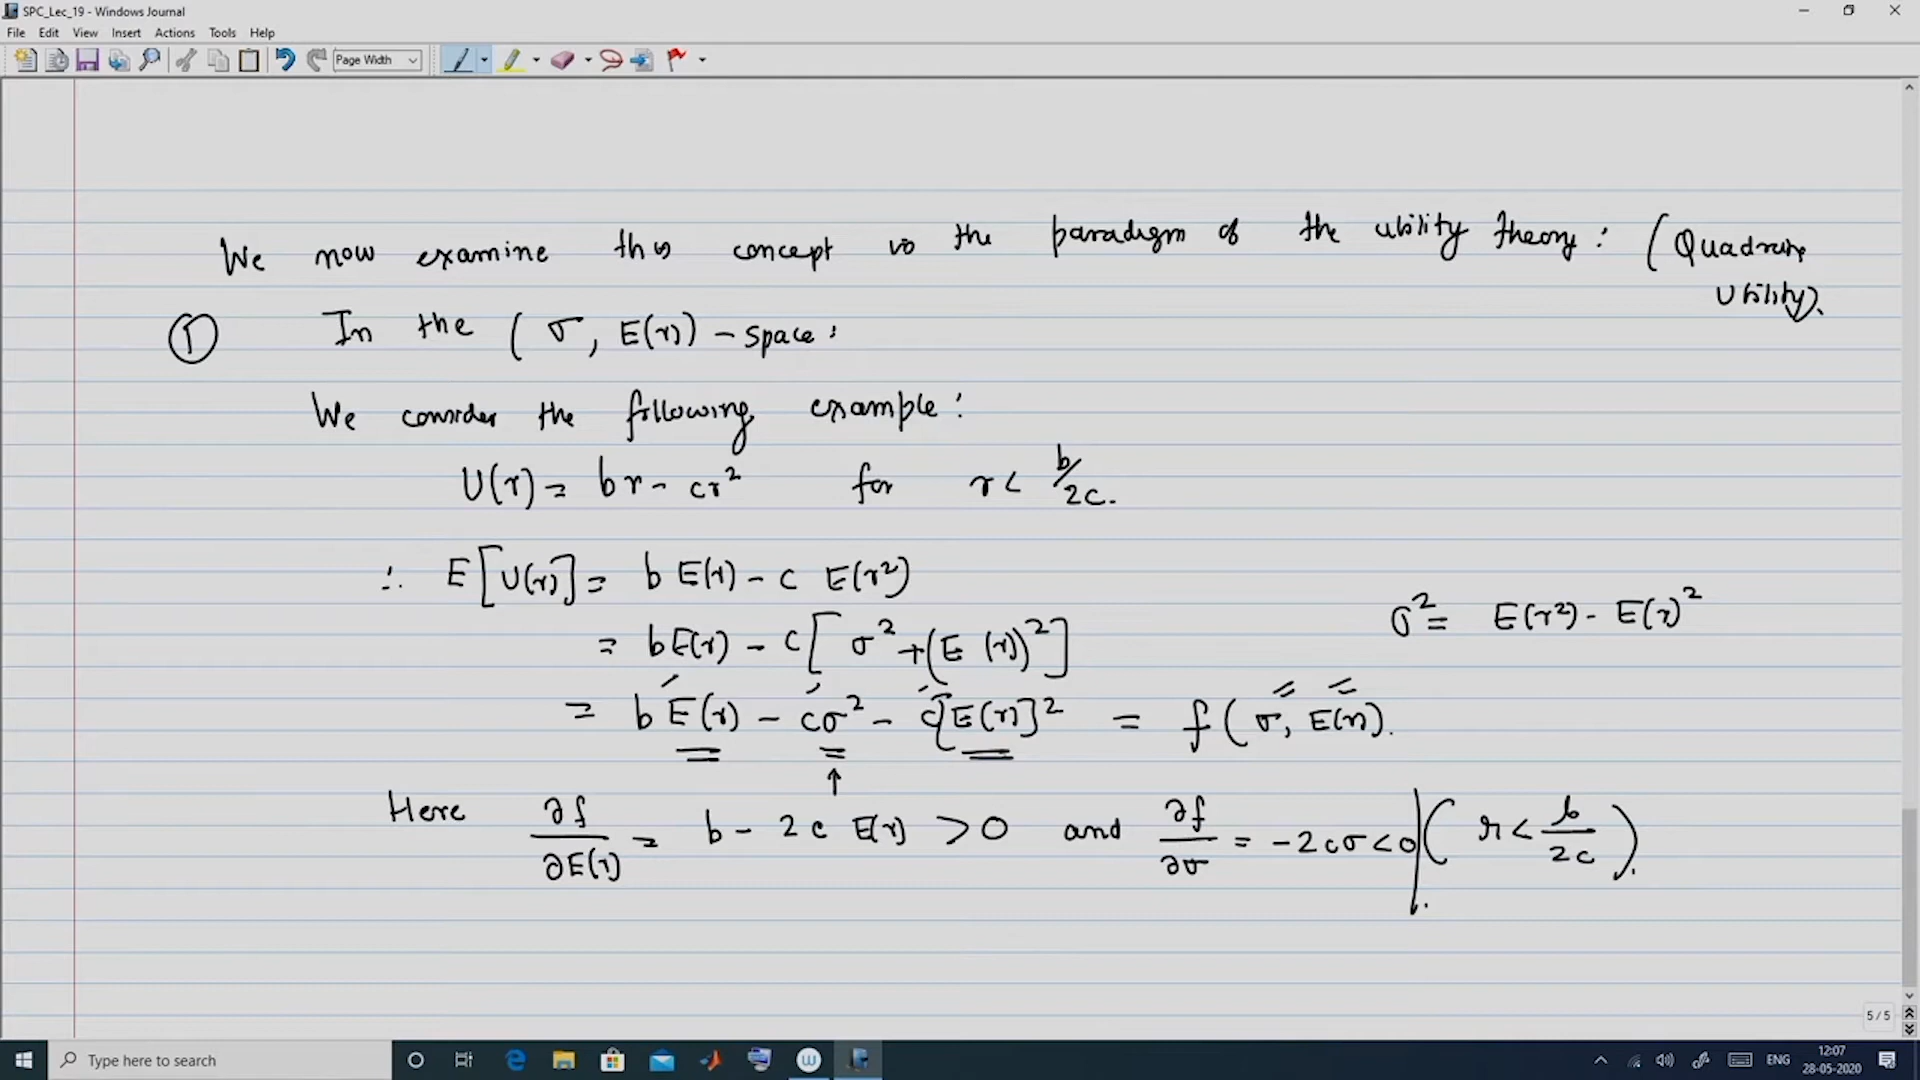 SPC_Lec_19 - Windows Journal
File Edit View Insert Actions Tools Help
Page Width
We now examine this concept in the paradigm of the utility theory: (Quadratic
Utility).
① In the (σ, E(r)) - space:
We consider the following example:
U(r) = br - cr² for r < b/2c.
∴ E[U(r)] = b E(r) - c E(r²)
= bE(r) - c[σ² + (E(r))²] σ² = E(r²) - E(r)²
= b E(r) - cσ² - c[E(r)]² = f(σ, E(r)).
↑
Here ∂f/∂E(r) = b - 2c E(r) > 0 and ∂f/∂σ = -2cσ < 0 | (r < b/2c).
5 / 5
Type here to search
ENG
12:07
28-05-2020